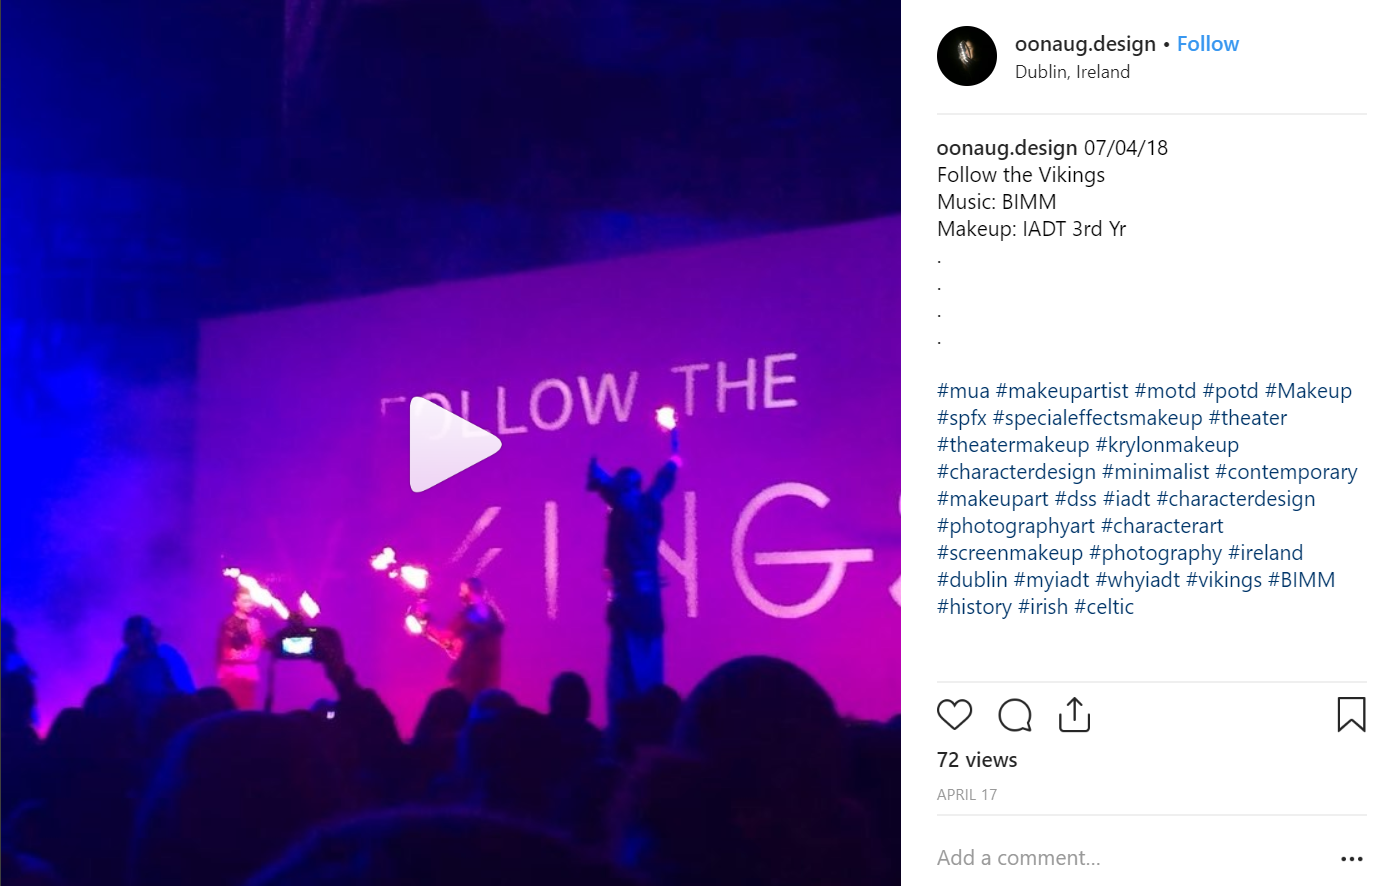 FOLLOW THE
KINGS
oonaug.design • Follow
Dublin, Ireland
oonaug.design 07/04/18
Follow the Vikings
Music: BIMM
Makeup: IADT 3rd Yr
.
.
.
.
#mua #makeupartist #motd #potd #Makeup
#spfx #specialeffectsmakeup #theater
#theatermakeup #krylonmakeup
#characterdesign #minimalist #contemporary
#makeupart #dss #iadt #characterdesign
#photographyart #characterart
#screenmakeup #photography #ireland
#dublin #myiadt #whyiadt #vikings #BIMM
#history #irish #celtic
72 views
APRIL 17
Add a comment...